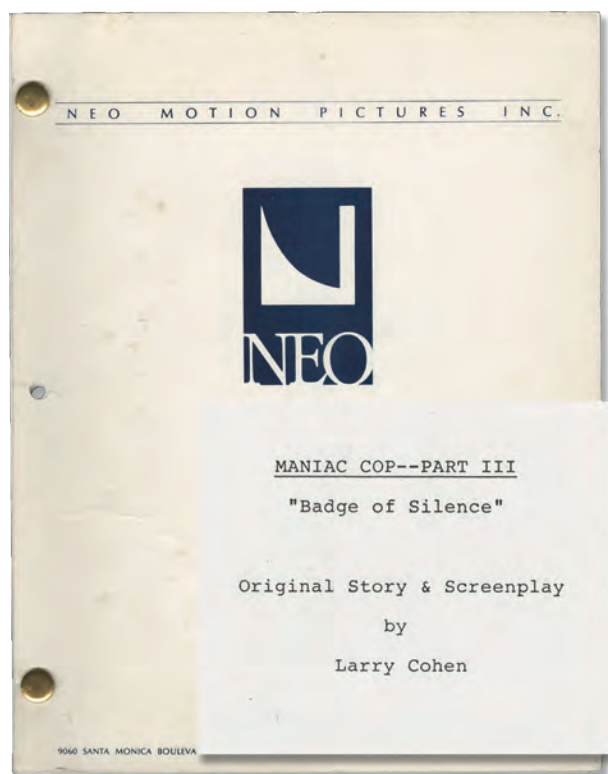 NEO MOTION PICTURES INC.
NEO
MANIAC COP--PART III
"Badge of Silence"
Original Story & Screenplay
by
Larry Cohen
9060 SANTA MONICA BOULEVA